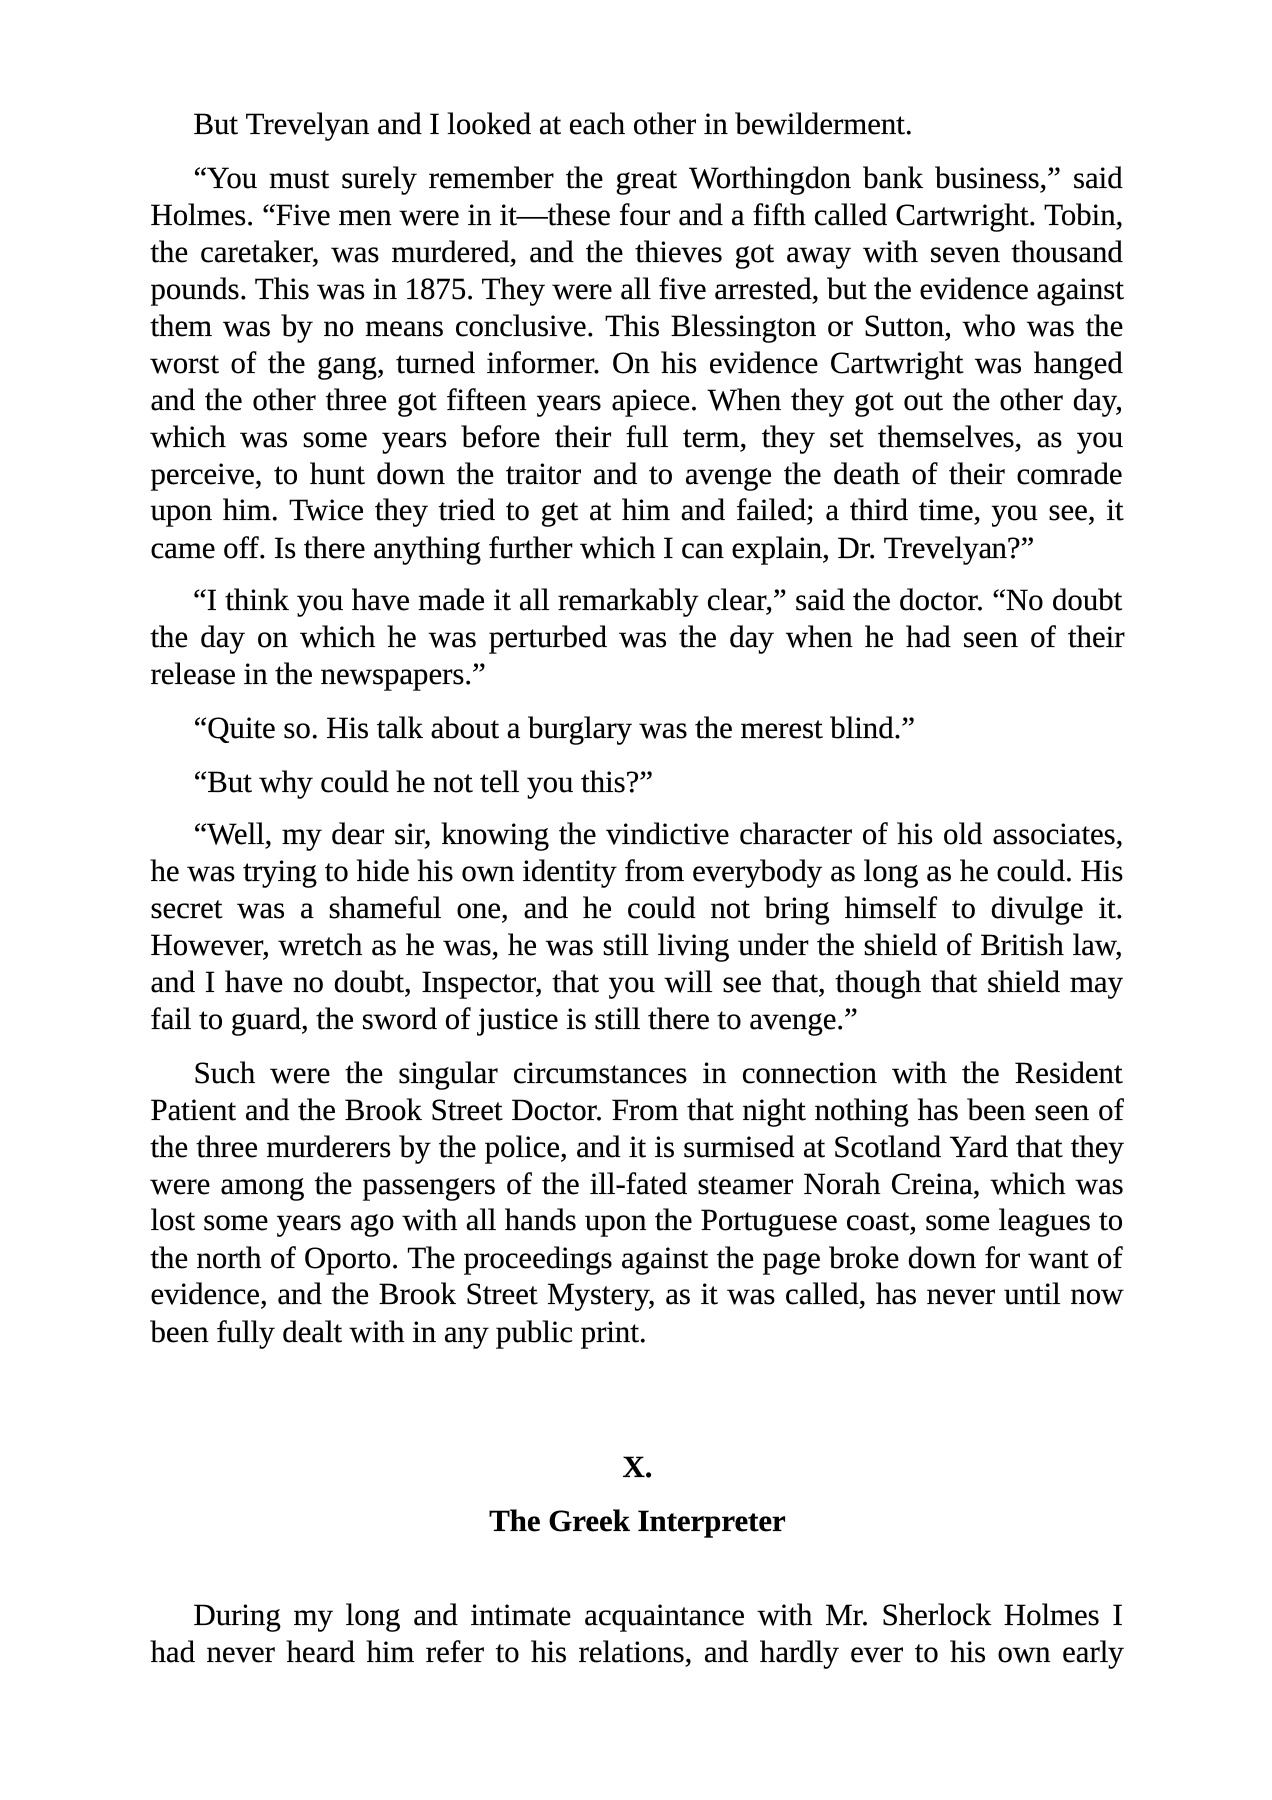 But Trevelyan and I looked at each other in bewilderment.
“You must surely remember the great Worthingdon bank business,” said
Holmes. “Five men were in it—these four and a fifth called Cartwright. Tobin,
the caretaker, was murdered, and the thieves got away with seven thousand
pounds. This was in 1875. They were all five arrested, but the evidence against
them was by no means conclusive. This Blessington or Sutton, who was the
worst of the gang, turned informer. On his evidence Cartwright was hanged
and the other three got fifteen years apiece. When they got out the other day,
which was some years before their full term, they set themselves, as you
perceive, to hunt down the traitor and to avenge the death of their comrade
upon him. Twice they tried to get at him and failed; a third time, you see, it
came off. Is there anything further which I can explain, Dr. Trevelyan?”
“I think you have made it all remarkably clear,” said the doctor. “No doubt
the day on which he was perturbed was the day when he had seen of their
release in the newspapers.”
“Quite so. His talk about a burglary was the merest blind.”
“But why could he not tell you this?”
“Well, my dear sir, knowing the vindictive character of his old associates,
he was trying to hide his own identity from everybody as long as he could. His
secret was a shameful one, and he could not bring himself to divulge it.
However, wretch as he was, he was still living under the shield of British law,
and I have no doubt, Inspector, that you will see that, though that shield may
fail to guard, the sword of justice is still there to avenge.”
Such were the singular circumstances in connection with the Resident
Patient and the Brook Street Doctor. From that night nothing has been seen of
the three murderers by the police, and it is surmised at Scotland Yard that they
were among the passengers of the ill-fated steamer Norah Creina, which was
lost some years ago with all hands upon the Portuguese coast, some leagues to
the north of Oporto. The proceedings against the page broke down for want of
evidence, and the Brook Street Mystery, as it was called, has never until now
been fully dealt with in any public print.
X.
The Greek Interpreter
During my long and intimate acquaintance with Mr. Sherlock Holmes I
had never heard him refer to his relations, and hardly ever to his own early